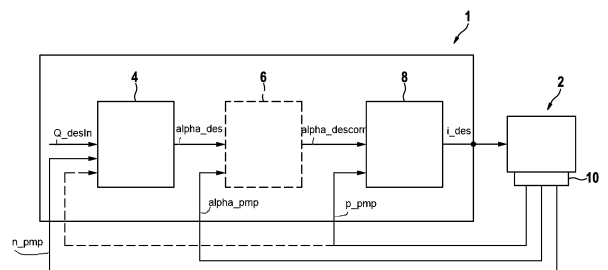 1
4
6
8
2
Q_desIn
alpha_des
alpha_descorr
i_des
10
alpha_pmp
p_pmp
n_pmp